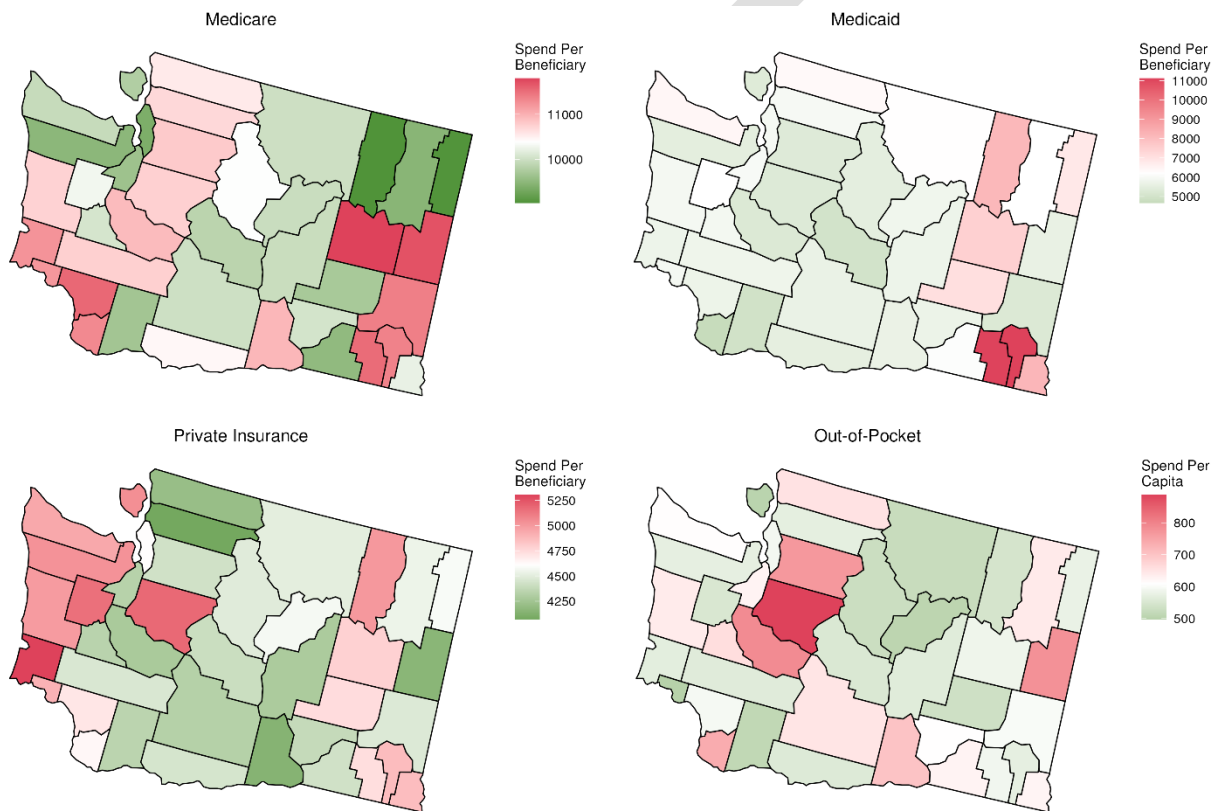 Medicare
Spend Per
Beneficiary
11000
10000
Medicaid
Spend Per
Beneficiary
11000
10000
9000
8000
7000
6000
5000
Private Insurance
Spend Per
Beneficiary
5250
5000
4750
4500
4250
Out-of-Pocket
Spend Per
Capita
800
700
600
500